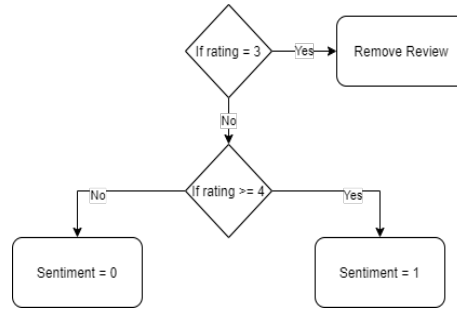 If rating = 3
Yes
Remove Review
No
If rating >= 4
No
Yes
Sentiment = 0
Sentiment = 1